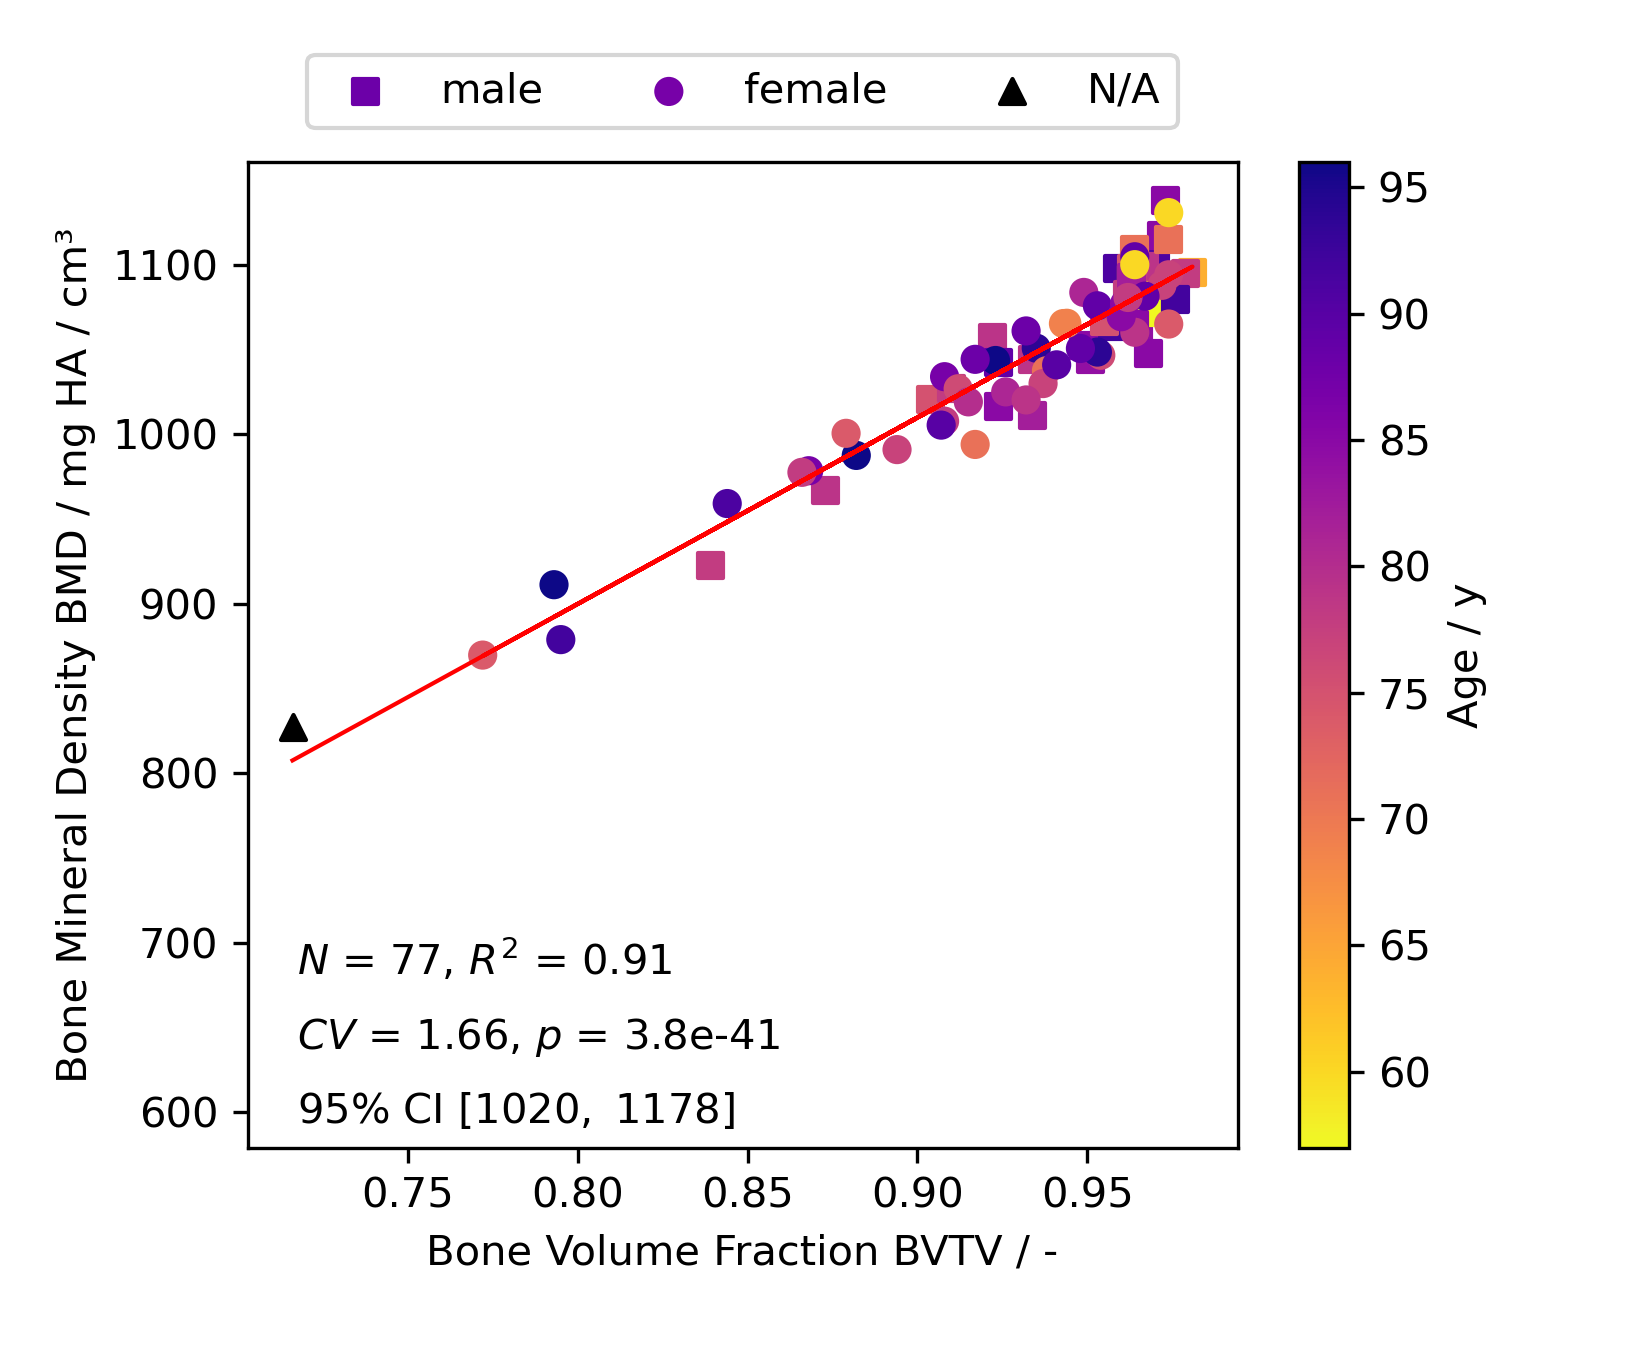 male female N/A
Bone Mineral Density BMD / mg HA / cm³
1100
1000
900
800
700
600
N = 77, R² = 0.91
CV = 1.66, p = 3.8e-41
95% CI [1020, 1178]
0.75 0.80 0.85 0.90 0.95
Bone Volume Fraction BVTV / -
95
90
85
80
75
70
65
60
Age / y